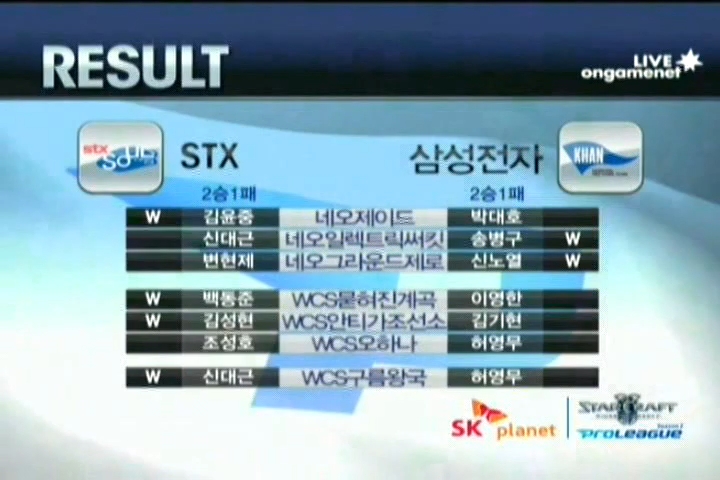 RESULT
LIVE
ongamenet
stx SouL
STX
삼성전자
KHAN
2승1패
2승1패
W 김윤중 네오제이드 박대호
신대근 네오일렉트릭써킷 송병구 W
변현제 네오그라운드제로 신노열 W
W 백동준 WCS묻혀진계곡 이영한
W 김성현 WCS안티가조선소 김기현
조성호 WCS오하나 허영무
W 신대근 WCS구름왕국 허영무
SK planet
STARCRAFT
PROLEAGUE